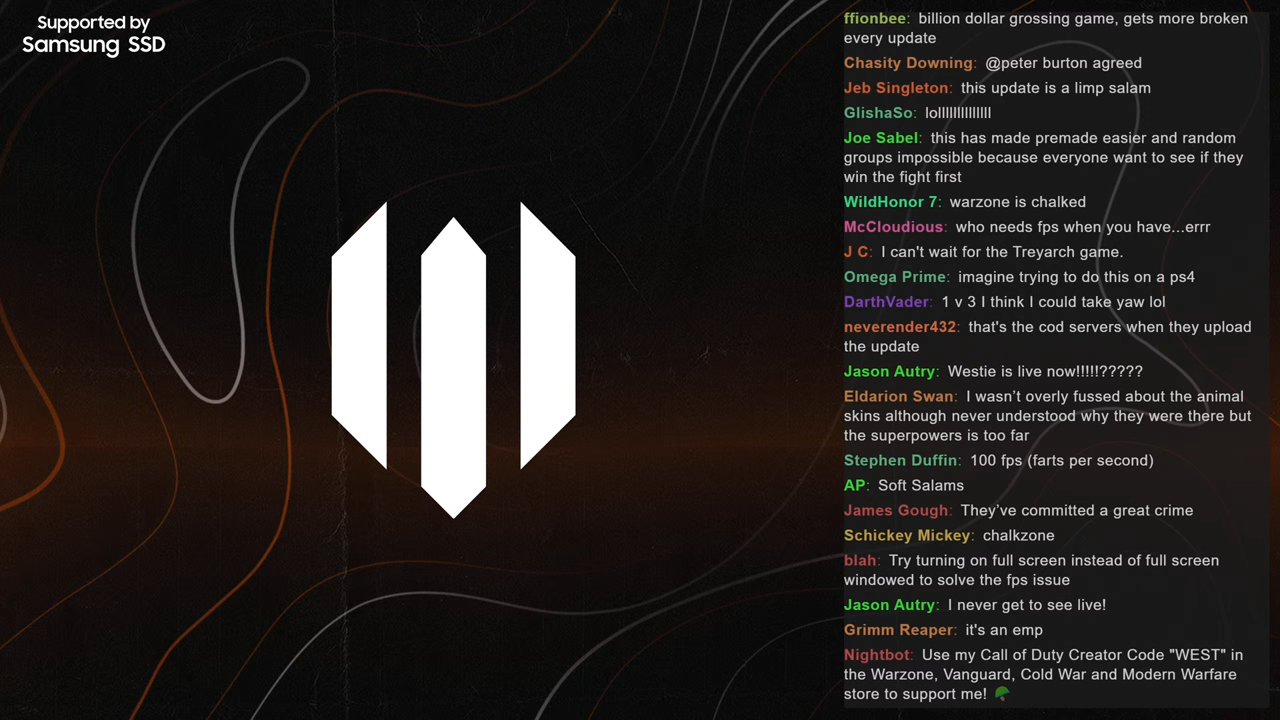 Supported by
Samsung SSD
ffionbee: billion dollar grossing game, gets more broken
every update
Chasity Downing: @peter burton agreed
Jeb Singleton: this update is a limp salam
GlishaSo: lolllllllllllllll
Joe Sabel: this has made premade easier and random
groups impossible because everyone want to see if they
win the fight first
WildHonor 7: warzone is chalked
McCloudious: who needs fps when you have...errr
J C: I can't wait for the Treyarch game.
Omega Prime: imagine trying to do this on a ps4
DarthVader: 1 v 3 I think I could take yaw lol
neverender432: that's the cod servers when they upload
the update
Jason Autry: Westie is live now!!!!!?????
Eldarion Swan: I wasn't overly fussed about the animal
skins although never understood why they were there but
the superpowers is too far
Stephen Duffin: 100 fps (farts per second)
AP: Soft Salams
James Gough: They’ve committed a great crime
Schickey Mickey: chalkzone
blah: Try turning on full screen instead of full screen
windowed to solve the fps issue
Jason Autry: I never get to see live!
Grimm Reaper: it's an emp
Nightbot: Use my Call of Duty Creator Code "WEST" in
the Warzone, Vanguard, Cold War and Modern Warfare
store to support me!